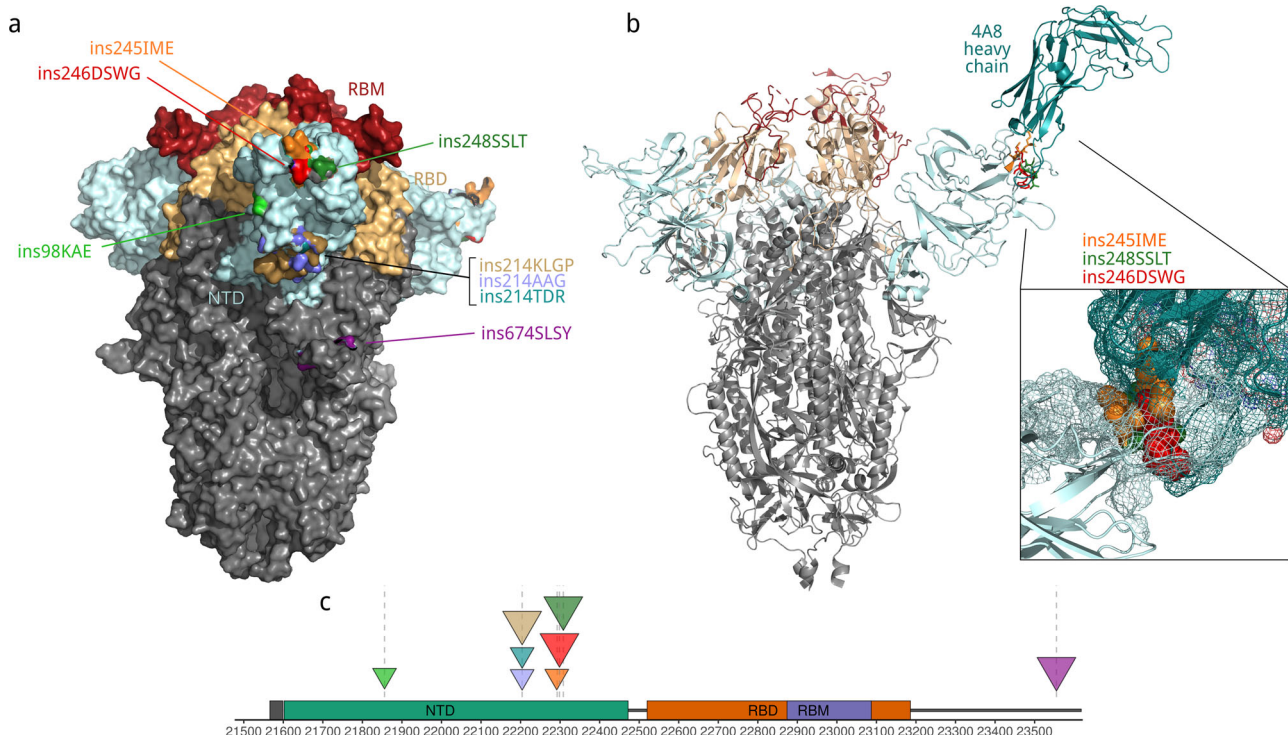 a
ins245IME
ins246DSWG
RBM
ins248SSLT
RBD
ins98KAE
ins214KLGP
ins214AAG
ins214TDR
NTD
ins674SLSY
b
4A8
heavy
chain
ins245IME
ins248SSLT
ins246DSWG
c
NTD
RBD
RBM
21500 21600 21700 21800 21900 22000 22100 22200 22300 22400 22500 22600 22700 22800 22900 23000 23100 23200 23300 23400 23500